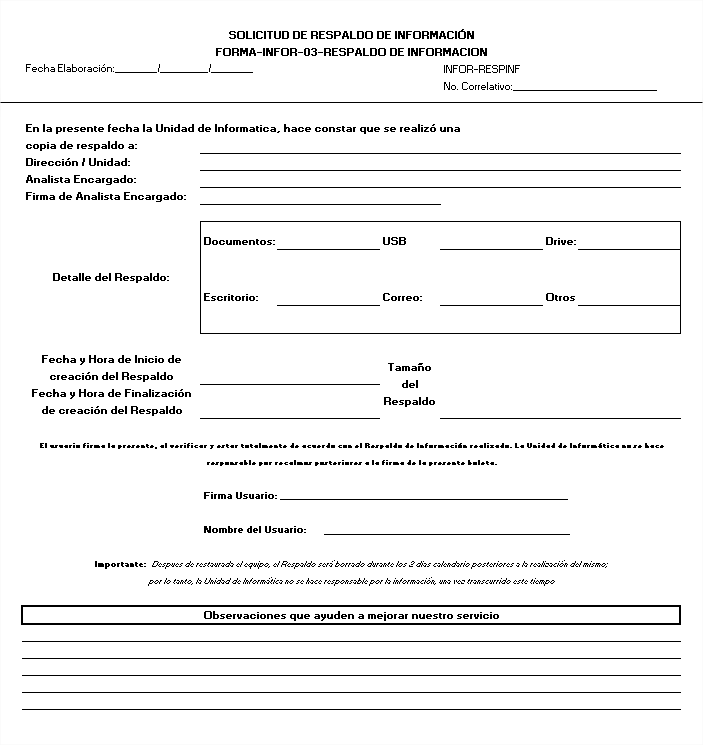 SOLICITUD DE RESPALDO DE INFORMACIÓN
FORMA-INFOR-03-RESPALDO DE INFORMACION
Fecha Elaboración:_______/________/_______
INFOR-RESPINF
No. Correlativo:________________________
En la presente fecha la Unidad de Informatica, hace constar que se realizó una
copia de respaldo a:
Dirección / Unidad:
Analista Encargado:
Firma de Analista Encargado:
Documentos: USB Drive:
Detalle del Respaldo:
Escritorio: Correo: Otros
Fecha y Hora de Inicio de
creación del Respaldo
Fecha y Hora de Finalización
de creación del Respaldo
Tamaño
del
Respaldo
El usuario firma la presente, al verificar y estar totalmente de acuerdo con el Respaldo de Información realizado. La Unidad de Informática no se hace
responsable por reclamos posteriores a la firma de la presente boleta.
Firma Usuario:
Nombre del Usuario:
Importante: Despues de restaurada el equipo, el Respaldo será borrado durante los 2 días calendario posteriores a la realización del mismo;
por lo tanto, la Unidad de Informática no se hace responsable por la información, una vez transcurrido este tiempo
Observaciones que ayuden a mejorar nuestro servicio